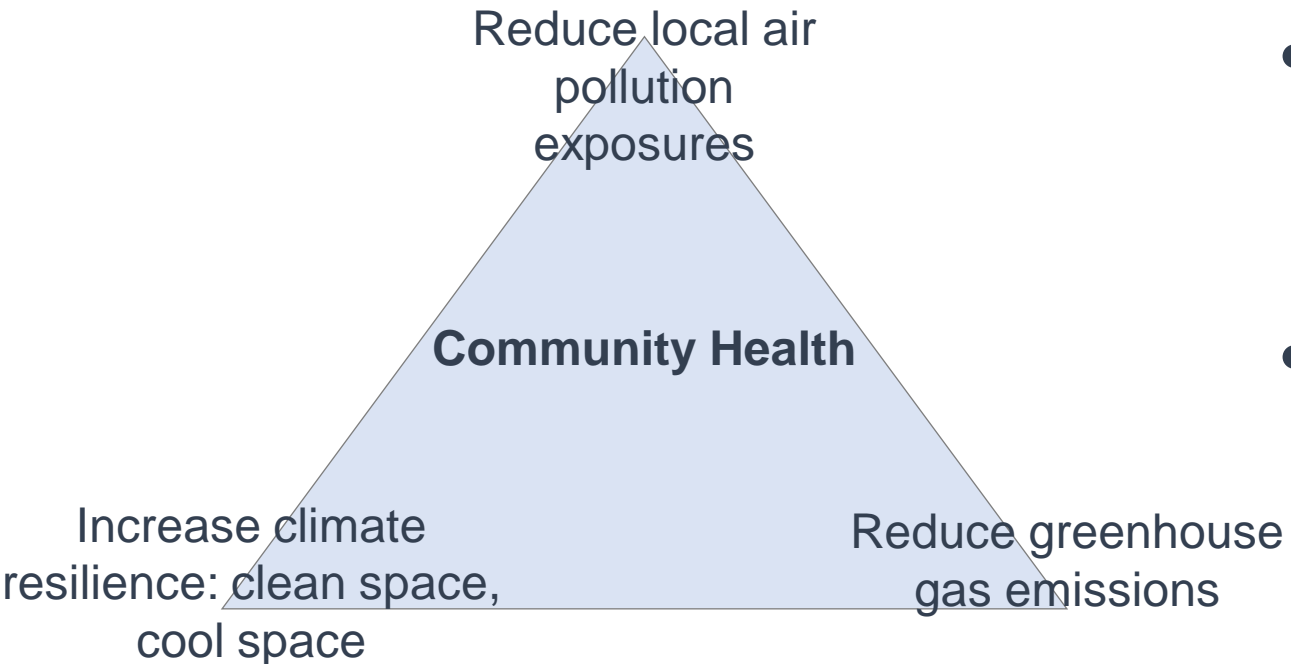 Reduce local air
pollution
exposures
Community Health
Increase climate
resilience: clean space,
cool space
Reduce greenhouse
gas emissions